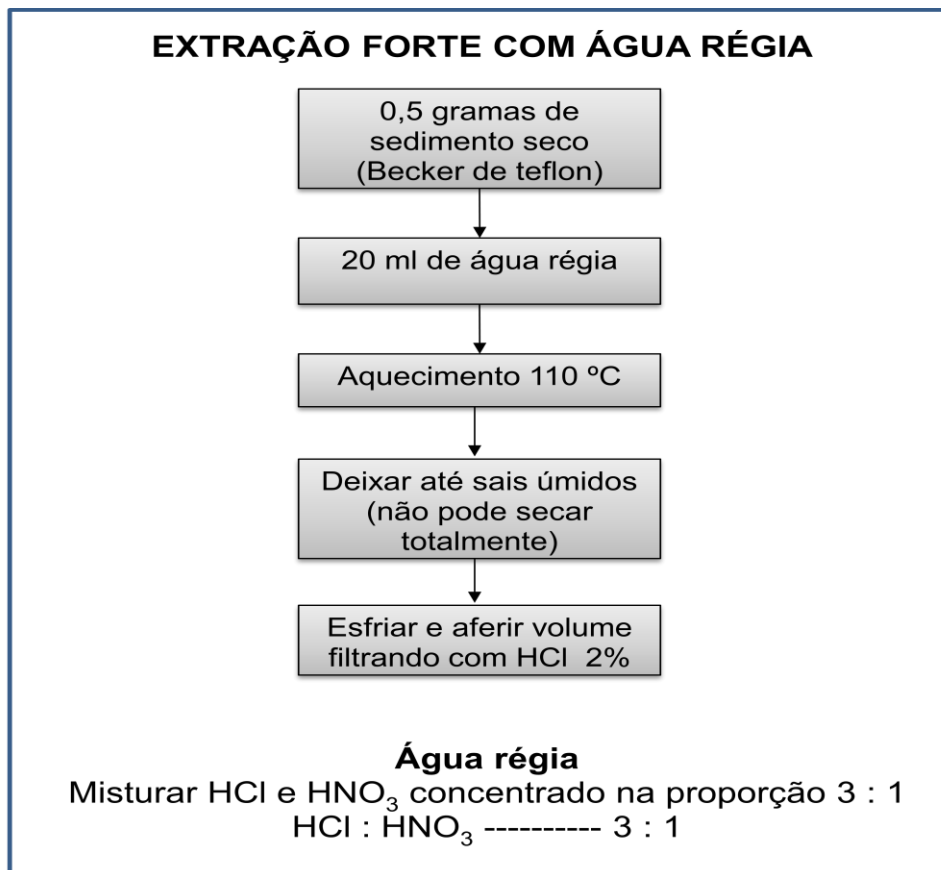 EXTRAÇÃO FORTE COM ÁGUA RÉGIA
0,5 gramas de
sedimento seco
(Becker de teflon)
20 ml de água régia
Aquecimento 110 ºC
Deixar até sais úmidos
(não pode secar
totalmente)
Esfriar e aferir volume
filtrando com HCl 2%
Água régia
Misturar HCl e HNO₃ concentrado na proporção 3 : 1
HCl : HNO₃ ---------- 3 : 1